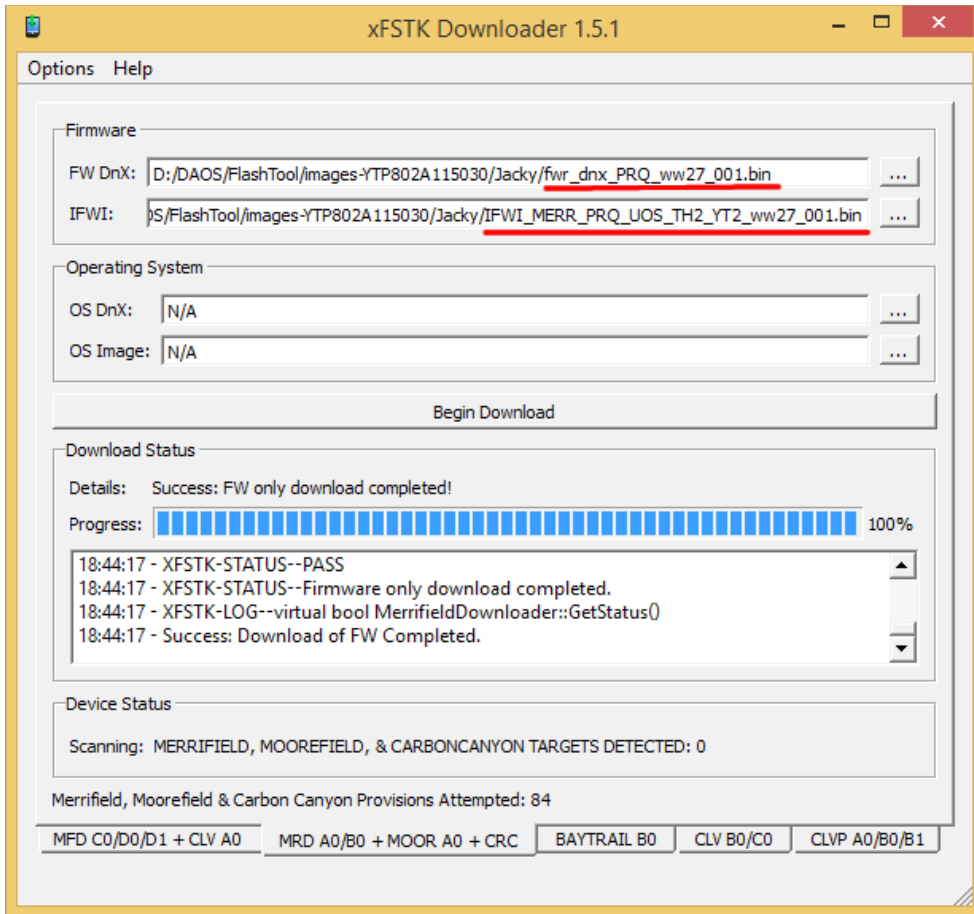 xFSTK Downloader 1.5.1
Options Help
Firmware
FW DnX: D:/DAOS/FlashTool/images-YTP802A115030/Jacky/fwr_dnx_PRQ_ww27_001.bin ...
IFWI: OS/FlashTool/images-YTP802A115030/Jacky/IFWI_MERR_PRQ_UOS_TH2_YT2_ww27_001.bin ...
Operating System
OS DnX: N/A ...
OS Image: N/A ...
Begin Download
Download Status
Details: Success: FW only download completed!
Progress: 100%
18:44:17 - XFSTK-STATUS--PASS
18:44:17 - XFSTK-STATUS--Firmware only download completed.
18:44:17 - XFSTK-LOG--virtual bool MerrifieldDownloader::GetStatus()
18:44:17 - Success: Download of FW Completed.
Device Status
Scanning: MERRIFIELD, MOOREFIELD, & CARBONCANYON TARGETS DETECTED: 0
Merrifield, Moorefield & Carbon Canyon Provisions Attempted: 84
MFD C0/D0/D1 + CLV A0 MRD A0/B0 + MOOR A0 + CRC BAYTRAIL B0 CLV B0/C0 CLVP A0/B0/B1